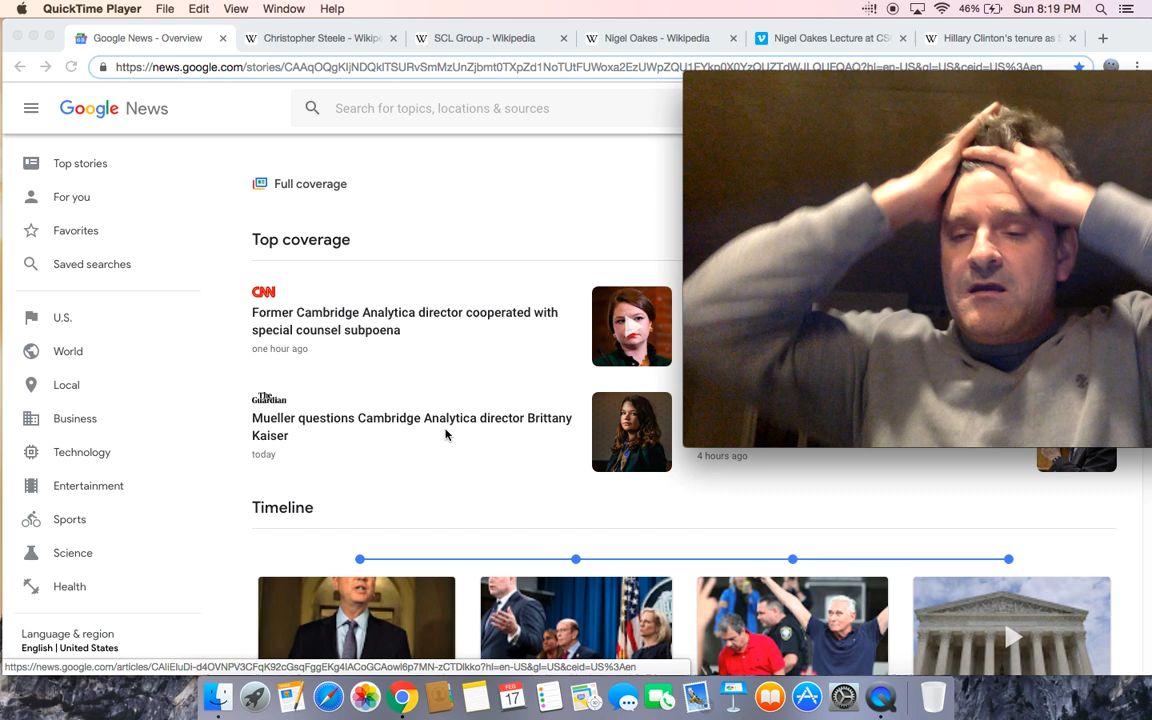 QuickTime Player File Edit View Window Help 46% Sun 8:19 PM
Google News - Overview Christopher Steele - Wikip SCL Group - Wikipedia Nigel Oakes - Wikipedia Nigel Oakes Lecture at CS Hillary Clinton's tenure as S
Google News
Search for topics, locations & sources
Top stories
For you
Favorites
Saved searches
U.S.
World
Local
Business
Technology
Entertainment
Sports
Science
Health
Language & region
English | United States
Full coverage
Top coverage
CNN
Former Cambridge Analytica director cooperated with
special counsel subpoena
one hour ago
The Guardian
Mueller questions Cambridge Analytica director Brittany
Kaiser
today
4 hours ago
Timeline
FEB
17